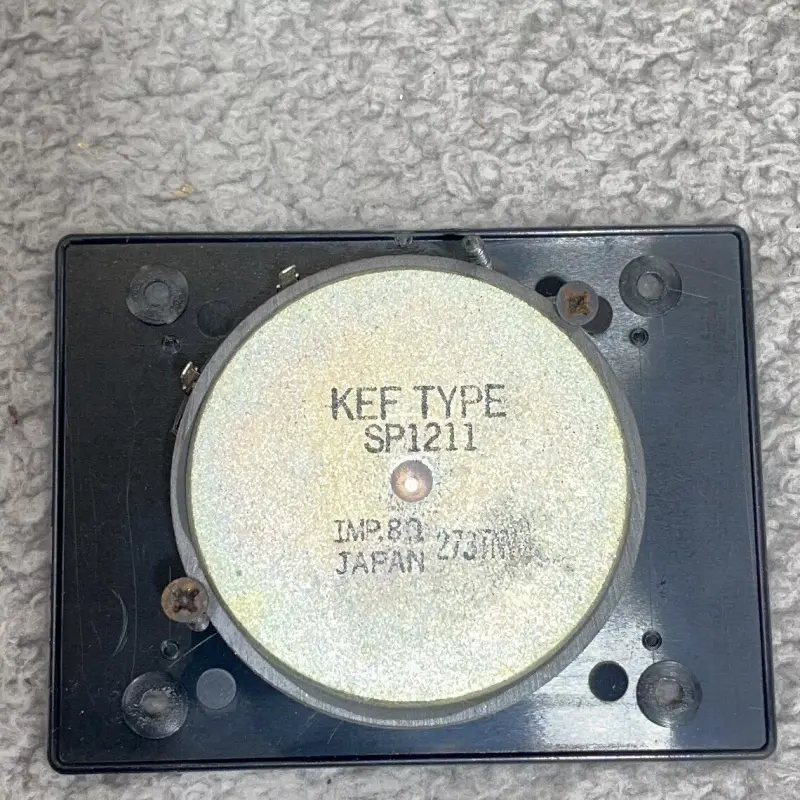 KEF TYPE
SP1211
IMP.8Ω
JAPAN